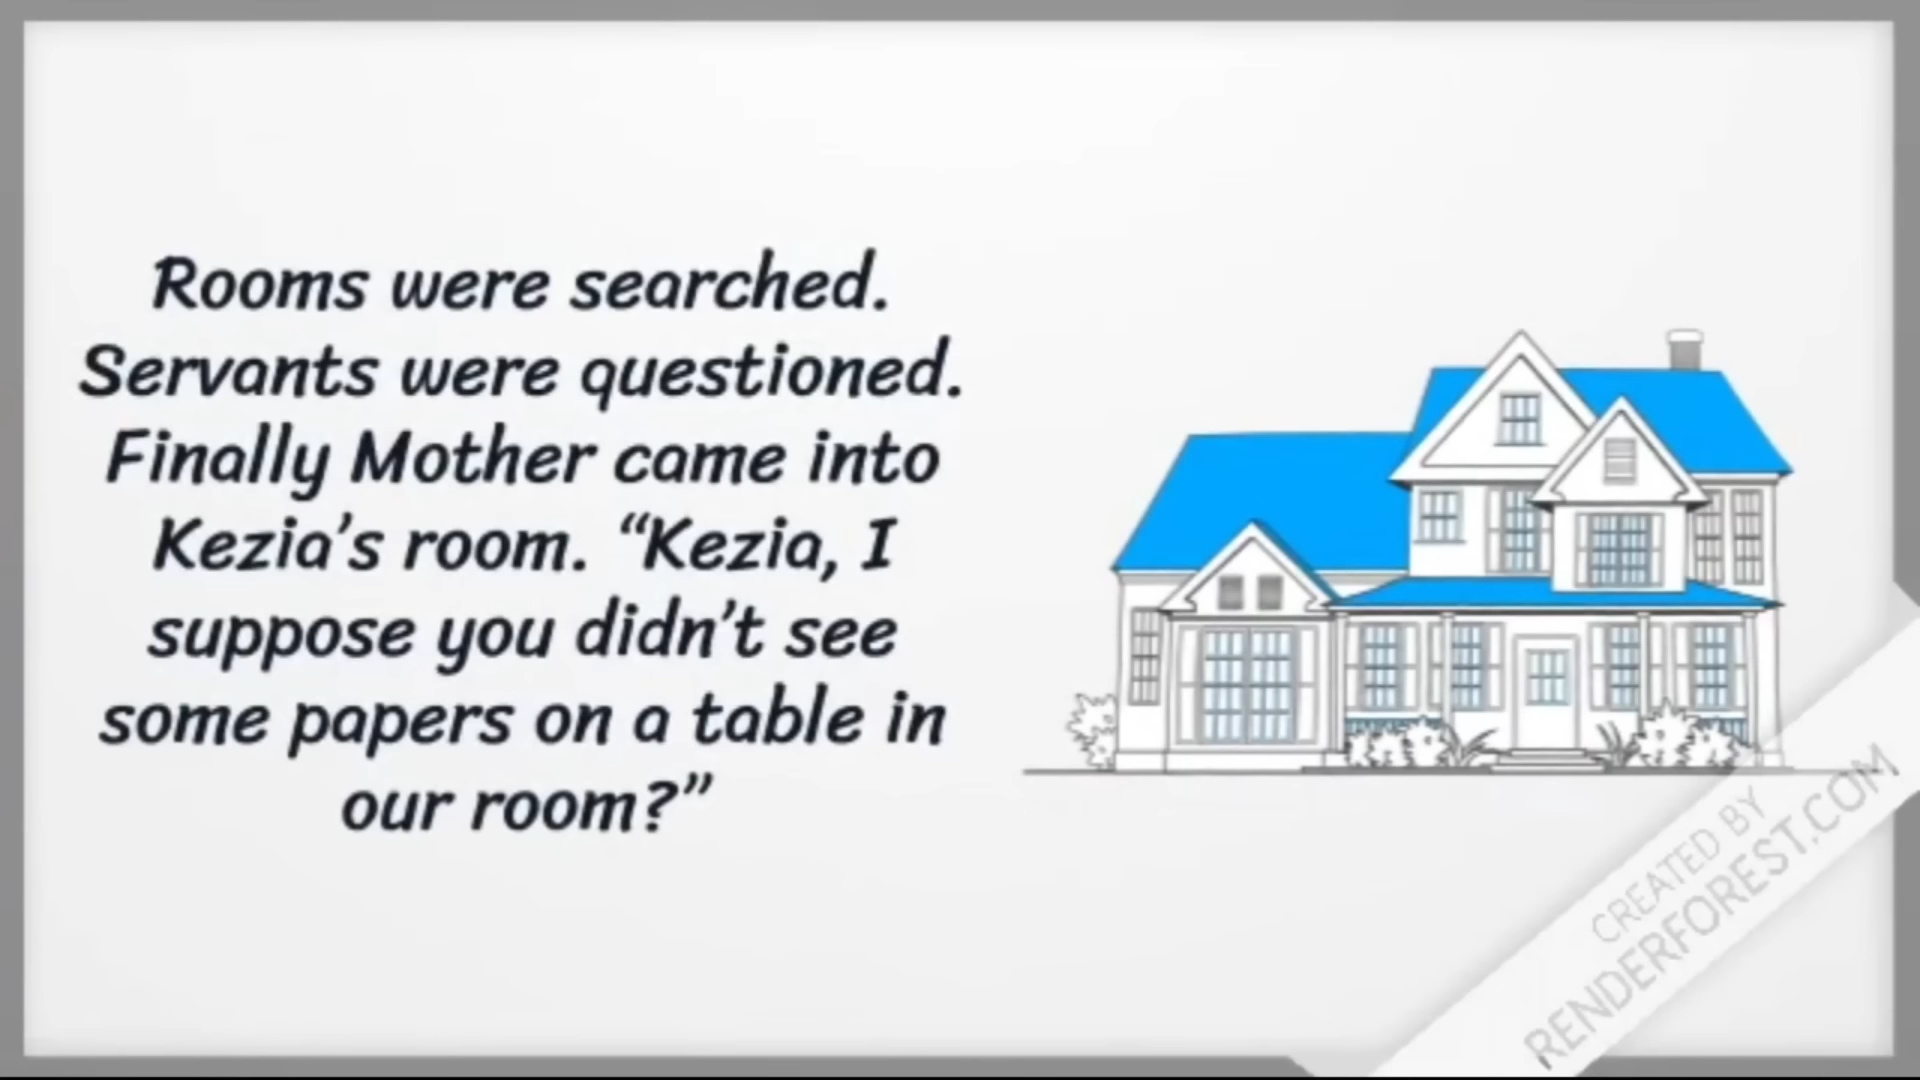 Rooms were searched.
Servants were questioned.
Finally Mother came into
Kezia’s room. “Kezia, I
suppose you didn’t see
some papers on a table in
our room?”
CREATED BY
RENDERFOREST.COM